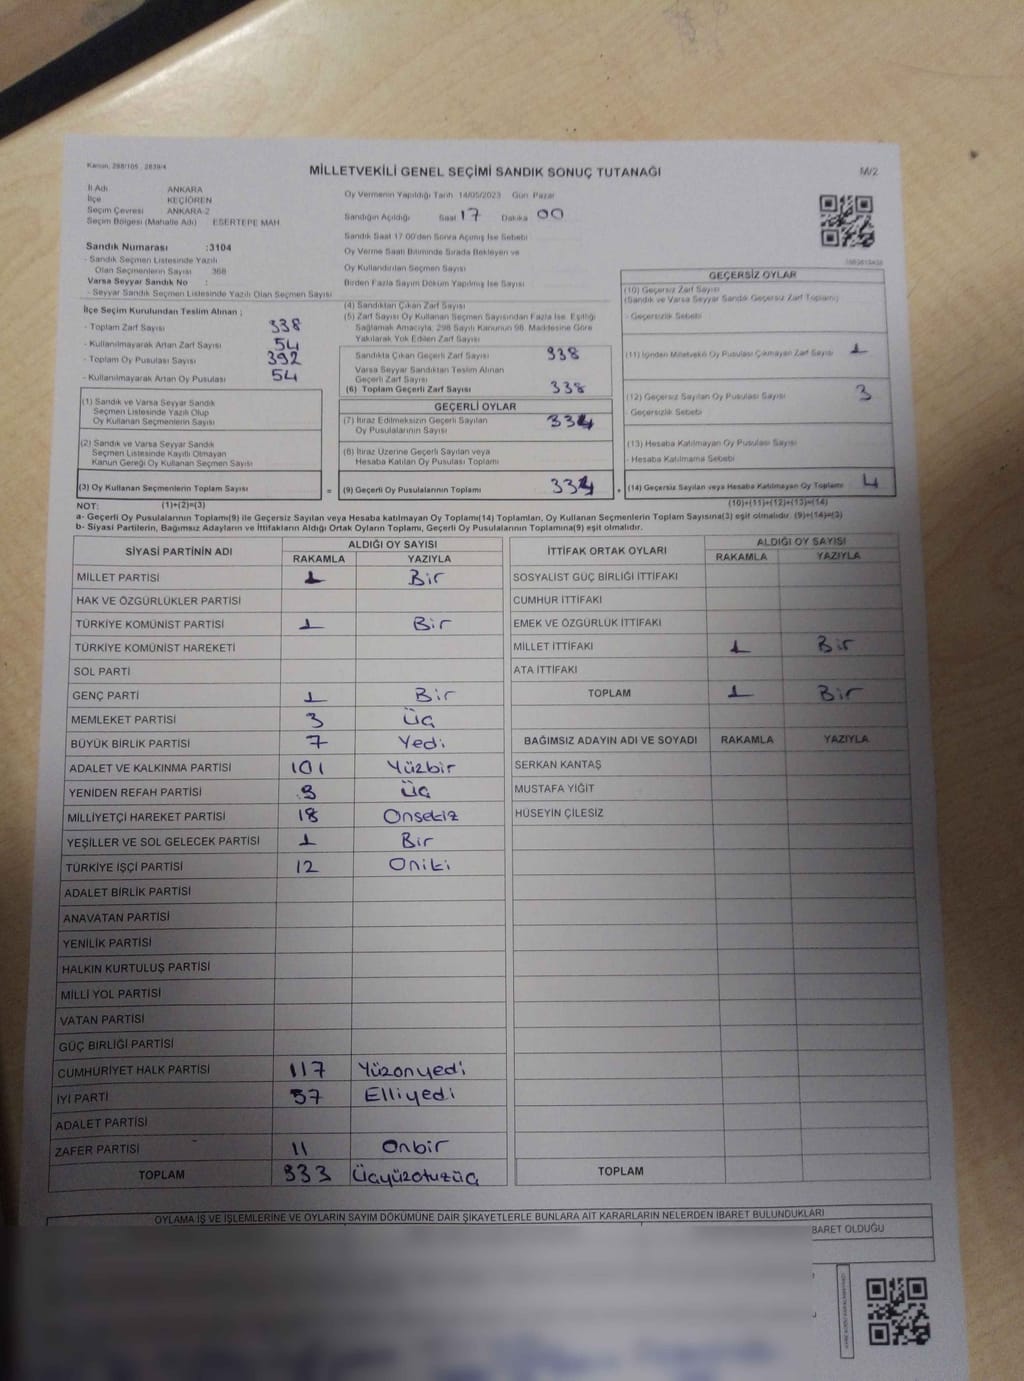 Kanun, 298/105 , 2839/4
MİLLETVEKİLİ GENEL SEÇİMİ SANDIK SONUÇ TUTANAĞI
M/2
İl Adı ANKARA
İlçe KEÇİÖREN
Seçim Çevresi ANKARA-2
Seçim Bölgesi (Mahalle Adı) ESERTEPE MAH
Sandık Numarası :3104
- Sandık Seçmen Listesinde Yazılı
Olan Seçmenlerin Sayısı 368
Varsa Seyyar Sandık No :
- Seyyar Sandık Seçmen Listesinde Yazılı Olan Seçmen Sayısı
İlçe Seçim Kurulundan Teslim Alınan ;
- Toplam Zarf Sayısı 338
- Kullanılmayarak Artan Zarf Sayısı 54
- Toplam Oy Pusulası Sayısı 392
- Kullanılmayarak Artan Oy Pusulası 54
(1) Sandık ve Varsa Seyyar Sandık
Seçmen Listesinde Yazılı Olup
Oy Kullanan Seçmenlerin Sayısı
(2) Sandık ve Varsa Seyyar Sandık
Seçmen Listesinde Kayıtlı Olmayan
Kanun Gereği Oy Kullanan Seçmen Sayısı
(3) Oy Kullanan Seçmenlerin Toplam Sayısı
Oy Vermenin Yapıldığı Tarih 14/05/2023 Gün Pazar
Sandığın Açıldığı Saat 17 Dakika 00
Sandık Saat 17.00'den Sonra Açılmış İse Sebebi
Oy Verme Saati Bitiminde Sırada Bekleyen ve
Oy Kullandırılan Seçmen Sayısı
Birden Fazla Sayım Döküm Yapılmış İse Sayısı
(4) Sandıktan Çıkan Zarf Sayısı
(5) Zarf Sayısı Oy Kullanan Seçmen Sayısından Fazla İse, Eşitliği
Sağlamak Amacıyla, 298 Sayılı Kanunun 98. Maddesine Göre
Yakılarak Yok Edilen Zarf Sayısı
Sandıkta Çıkan Geçerli Zarf Sayısı 338
Varsa Seyyar Sandıktan Teslim Alınan
Geçerli Zarf Sayısı
(6) Toplam Geçerli Zarf Sayısı 338
GEÇERLİ OYLAR
(7) İtiraz Edilmeksizin Geçerli Sayılan
Oy Pusulalarının Sayısı 334
(8) İtiraz Üzerine Geçerli Sayılan veya
Hesaba Katılan Oy Pusulası Toplamı
= (9) Geçerli Oy Pusulalarının Toplamı 334 +
GEÇERSİZ OYLAR
(10) Geçersiz Zarf Sayısı
(Sandık ve Varsa Seyyar Sandık Geçersiz Zarf Toplamı)
- Geçersizlik Sebebi
(11) İçinden Milletvekili Oy Pusulası Çıkmayan Zarf Sayısı 1
(12) Geçersiz Sayılan Oy Pusulası Sayısı 3
- Geçersizlik Sebebi
(13) Hesaba Katılmayan Oy Pusulası Sayısı
- Hesaba Katılmama Sebebi
(14) Geçersiz Sayılan veya Hesaba Katılmayan Oy Toplamı 4
NOT: (1)+(2)=(3) (10)+(11)+(12)+(13)=(14)
a- Geçerli Oy Pusulalarının Toplamı(9) ile Geçersiz Sayılan veya Hesaba katılmayan Oy Toplamı(14) Toplamları, Oy Kullanan Seçmenlerin Toplam Sayısına(3) eşit olmalıdır. (9)+(14)=(3)
b- Siyasi Partilerin, Bağımsız Adayların ve İttifakların Aldığı Ortak Oyların Toplamı, Geçerli Oy Pusulalarının Toplamına(9) eşit olmalıdır.
SİYASİ PARTİNİN ADI ALDIĞI OY SAYISI
RAKAMLA YAZIYLA
MİLLET PARTİSİ 1 Bir
HAK VE ÖZGÜRLÜKLER PARTİSİ
TÜRKİYE KOMÜNİST PARTİSİ 1 Bir
TÜRKİYE KOMÜNİST HAREKETİ
SOL PARTİ
GENÇ PARTİ 1 Bir
MEMLEKET PARTİSİ 3 Üç
BÜYÜK BİRLİK PARTİSİ 7 Yedi
ADALET VE KALKINMA PARTİSİ 101 Yüzbir
YENİDEN REFAH PARTİSİ 3 Üç
MİLLİYETÇİ HAREKET PARTİSİ 18 Onsekiz
YEŞİLLER VE SOL GELECEK PARTİSİ 1 Bir
TÜRKİYE İŞÇİ PARTİSİ 12 Oniki
ADALET BİRLİK PARTİSİ
ANAVATAN PARTİSİ
YENİLİK PARTİSİ
HALKIN KURTULUŞ PARTİSİ
MİLLİ YOL PARTİSİ
VATAN PARTİSİ
GÜÇ BİRLİĞİ PARTİSİ
CUMHURİYET HALK PARTİSİ 117 Yüzonyedi
İYİ PARTİ 57 Elliyedi
ADALET PARTİSİ
ZAFER PARTİSİ 11 Onbir
TOPLAM 333 Üçyüzotuzüç
İTTİFAK ORTAK OYLARI ALDIĞI OY SAYISI
RAKAMLA YAZIYLA
SOSYALİST GÜÇ BİRLİĞİ İTTİFAKI
CUMHUR İTTİFAKI
EMEK VE ÖZGÜRLÜK İTTİFAKI
MİLLET İTTİFAKI 1 Bir
ATA İTTİFAKI
TOPLAM 1 Bir
BAĞIMSIZ ADAYIN ADI VE SOYADI RAKAMLA YAZIYLA
SERKAN KANTAŞ
MUSTAFA YİĞİT
HÜSEYİN ÇİLESİZ
TOPLAM
OYLAMA İŞ VE İŞLEMLERİNE VE OYLARIN SAYIM DÖKÜMÜNE DAİR ŞİKAYETLERLE BUNLARA AİT KARARLARIN NELERDEN İBARET BULUNDUKLARI
BARET OLDUĞU